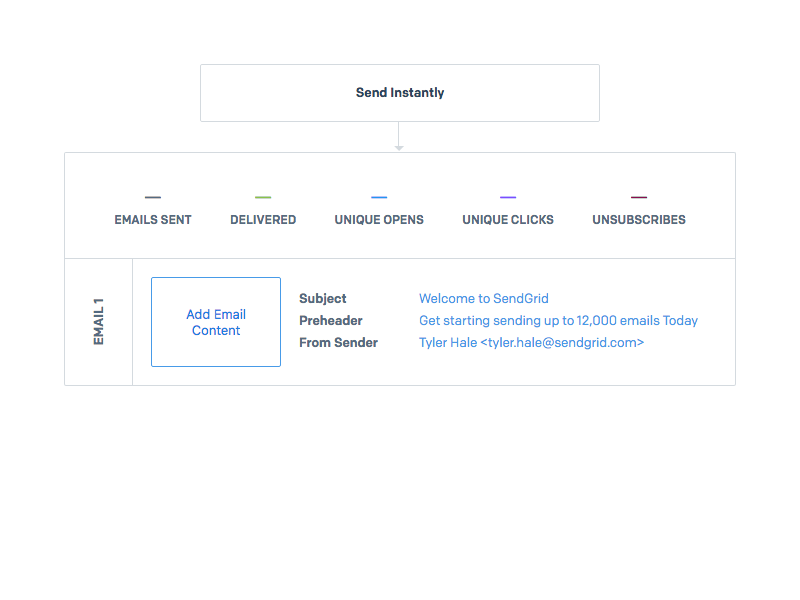 Send Instantly
EMAILS SENT DELIVERED UNIQUE OPENS UNIQUE CLICKS UNSUBSCRIBES
EMAIL 1
Add Email
Content
Subject Welcome to SendGrid
Preheader Get starting sending up to 12,000 emails Today
From Sender Tyler Hale <tyler.hale@sendgrid.com>